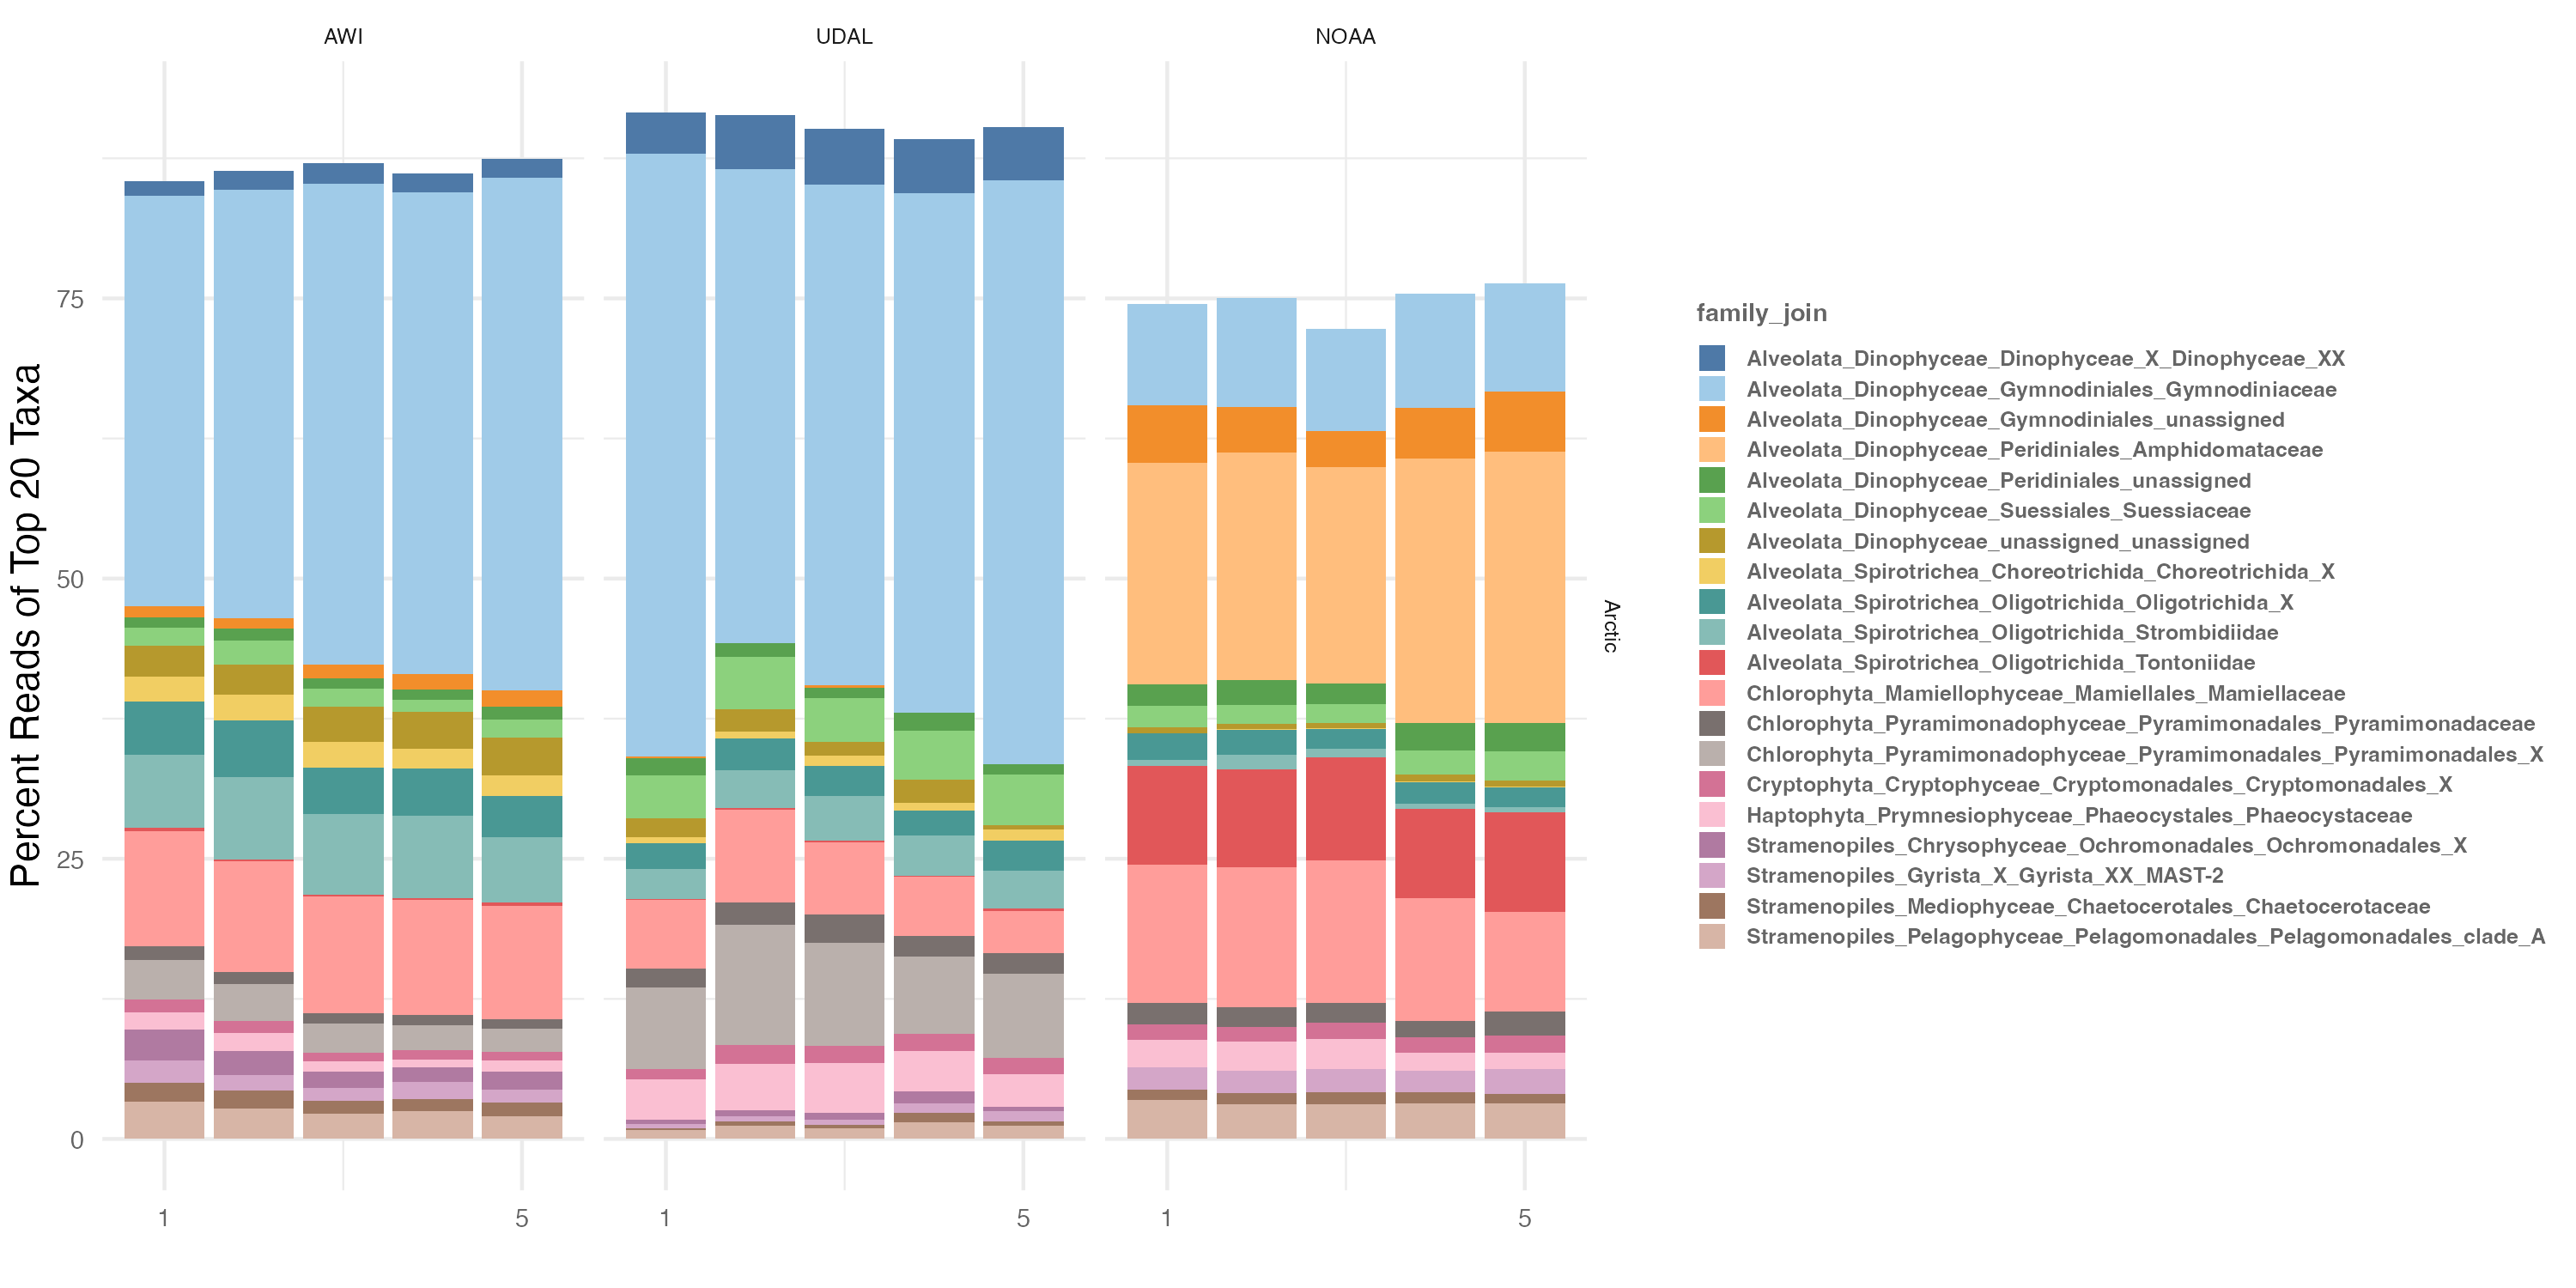 AWI
UDAL
NOAA
Percent Reads of Top 20 Taxa
75
50
25
0
1
5
1
5
1
5
Arctic
family_join
Alveolata_Dinophyceae_Dinophyceae_X_Dinophyceae_XX
Alveolata_Dinophyceae_Gymnodiniales_Gymnodiniaceae
Alveolata_Dinophyceae_Gymnodiniales_unassigned
Alveolata_Dinophyceae_Peridiniales_Amphidomataceae
Alveolata_Dinophyceae_Peridiniales_unassigned
Alveolata_Dinophyceae_Suessiales_Suessiaceae
Alveolata_Dinophyceae_unassigned_unassigned
Alveolata_Spirotrichea_Choreotrichida_Choreotrichida_X
Alveolata_Spirotrichea_Oligotrichida_Oligotrichida_X
Alveolata_Spirotrichea_Oligotrichida_Strombidiidae
Alveolata_Spirotrichea_Oligotrichida_Tontoniidae
Chlorophyta_Mamiellophyceae_Mamiellales_Mamiellaceae
Chlorophyta_Pyramimonadophyceae_Pyramimonadales_Pyramimonadaceae
Chlorophyta_Pyramimonadophyceae_Pyramimonadales_Pyramimonadales_X
Cryptophyta_Cryptophyceae_Cryptomonadales_Cryptomonadales_X
Haptophyta_Prymnesiophyceae_Phaeocystales_Phaeocystaceae
Stramenopiles_Chrysophyceae_Ochromonadales_Ochromonadales_X
Stramenopiles_Gyrista_X_Gyrista_XX_MAST-2
Stramenopiles_Mediophyceae_Chaetocerotales_Chaetocerotaceae
Stramenopiles_Pelagophyceae_Pelagomonadales_Pelagomonadales_clade_A